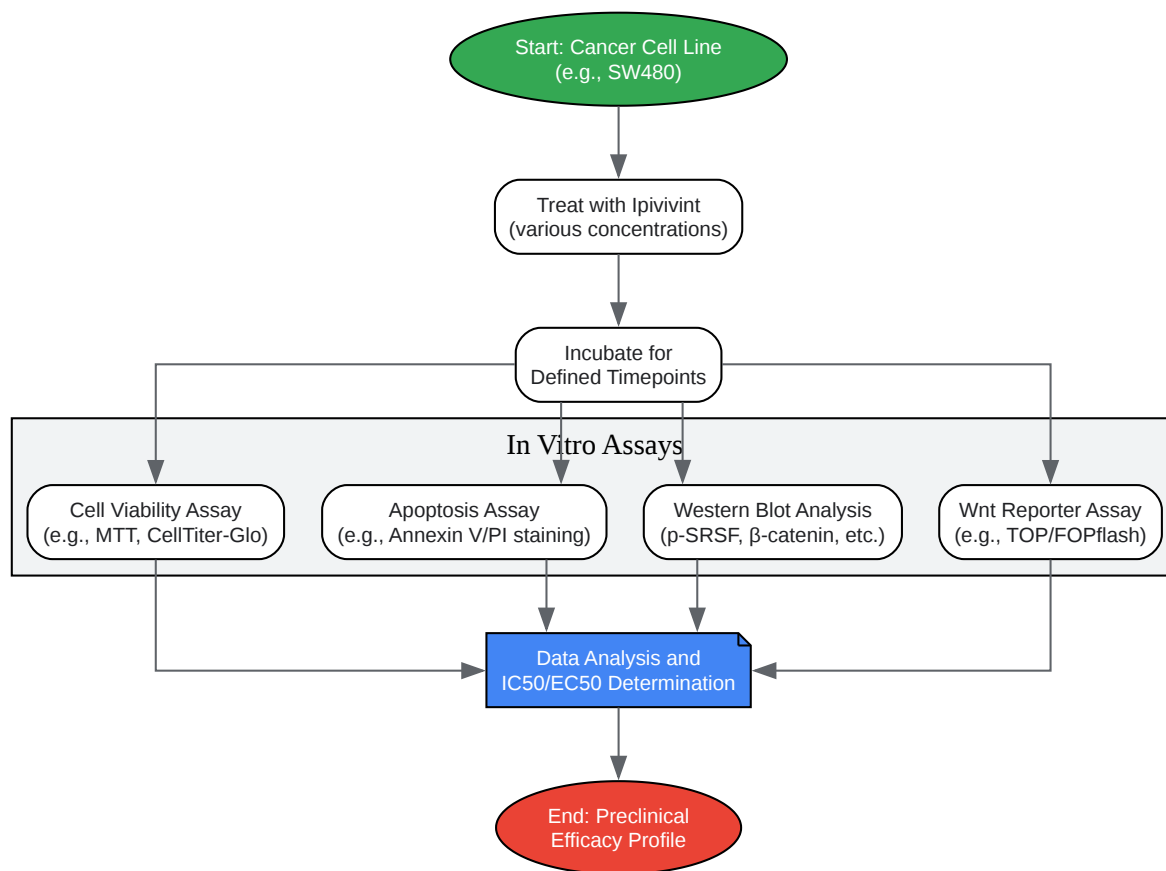 Start: Cancer Cell Line
(e.g., SW480)
Treat with Ipivivint
(various concentrations)
Incubate for
Defined Timepoints
In Vitro Assays
Cell Viability Assay
(e.g., MTT, CellTiter-Glo)
Apoptosis Assay
(e.g., Annexin V/PI staining)
Western Blot Analysis
(p-SRSF, β-catenin, etc.)
Wnt Reporter Assay
(e.g., TOP/FOPflash)
Data Analysis and
IC50/EC50 Determination
End: Preclinical
Efficacy Profile